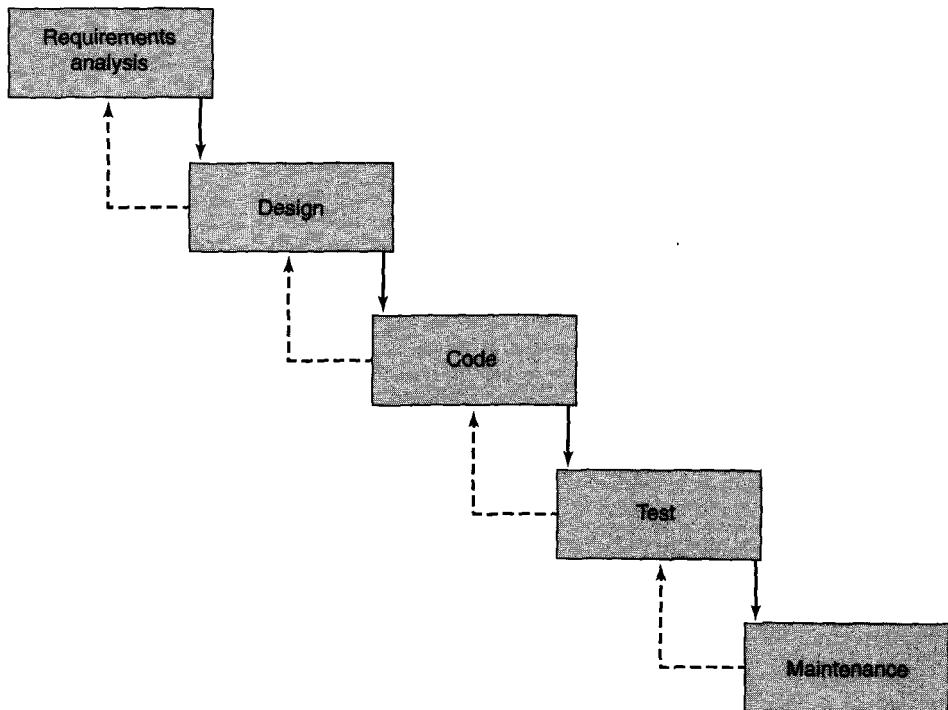 Requirements
analysis
Design
Code
Test
Maintenance